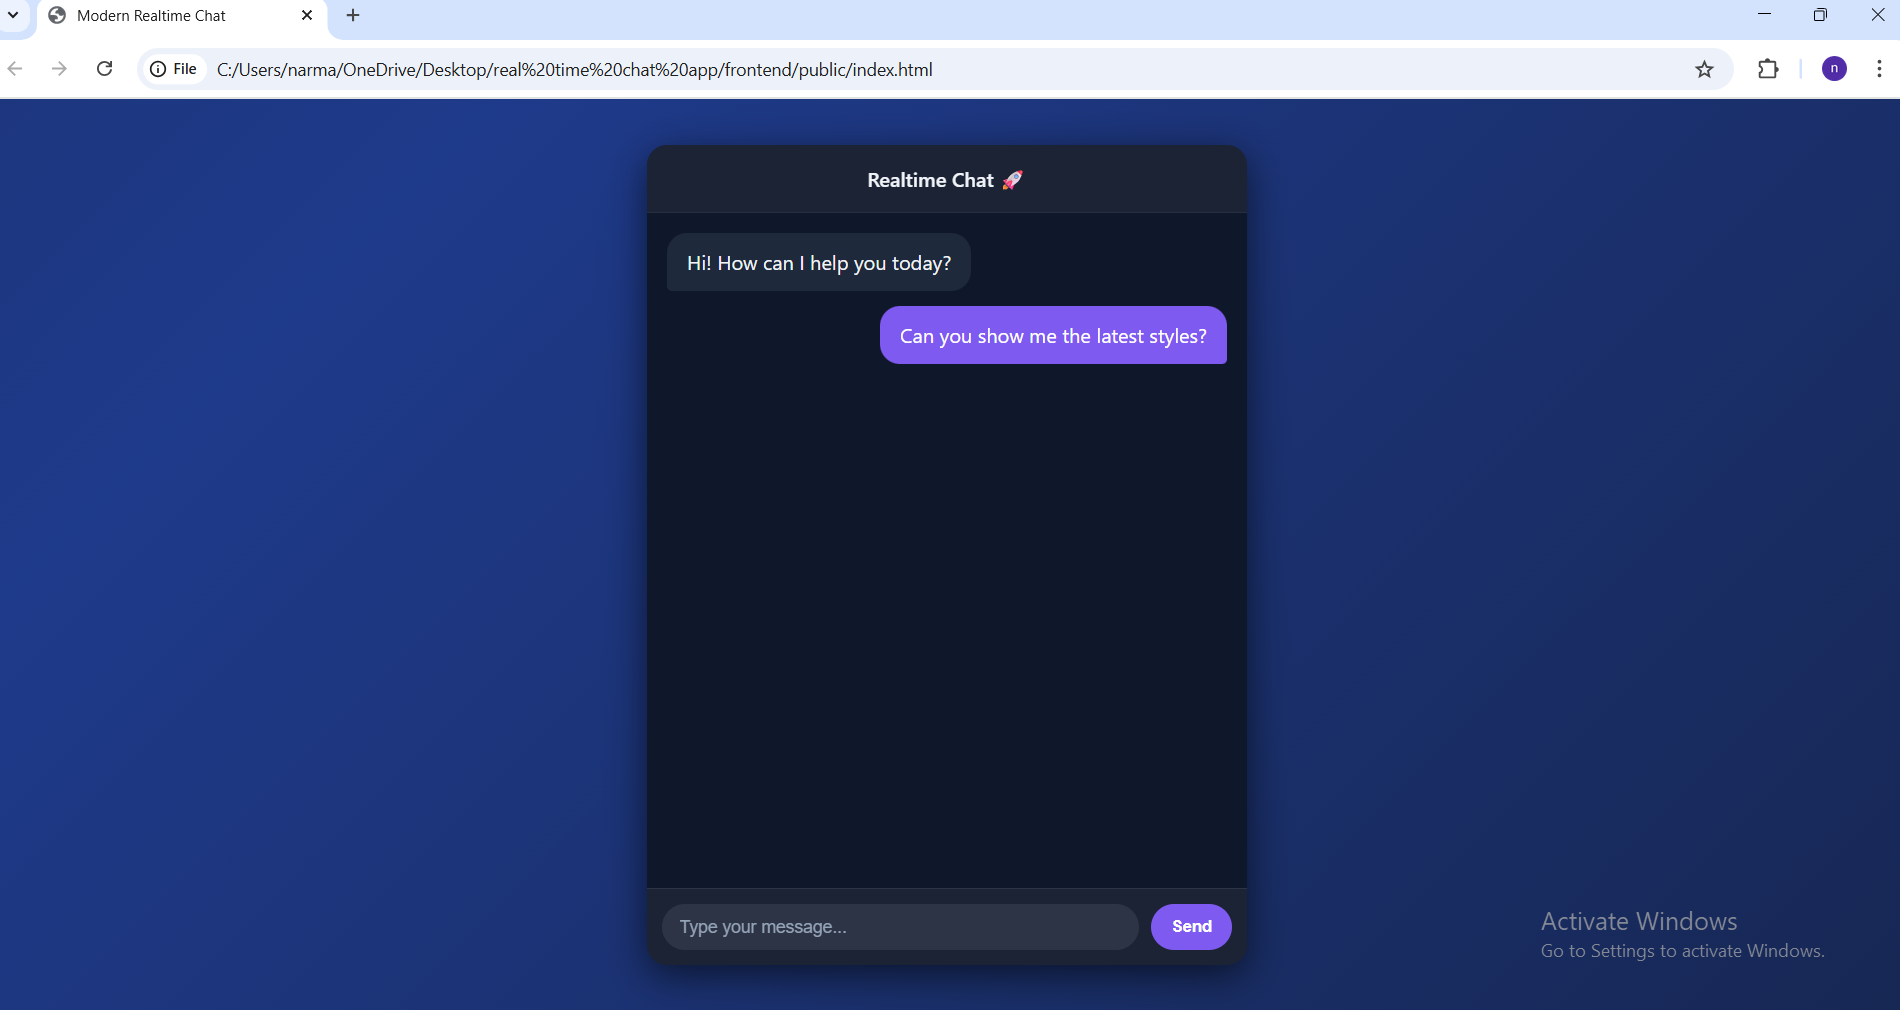 Modern Realtime Chat
File
C:/Users/narma/OneDrive/Desktop/real%20time%20chat%20app/frontend/public/index.html
n
Realtime Chat 🚀
Hi! How can I help you today?
Can you show me the latest styles?
Type your message...
Send
Activate Windows
Go to Settings to activate Windows.